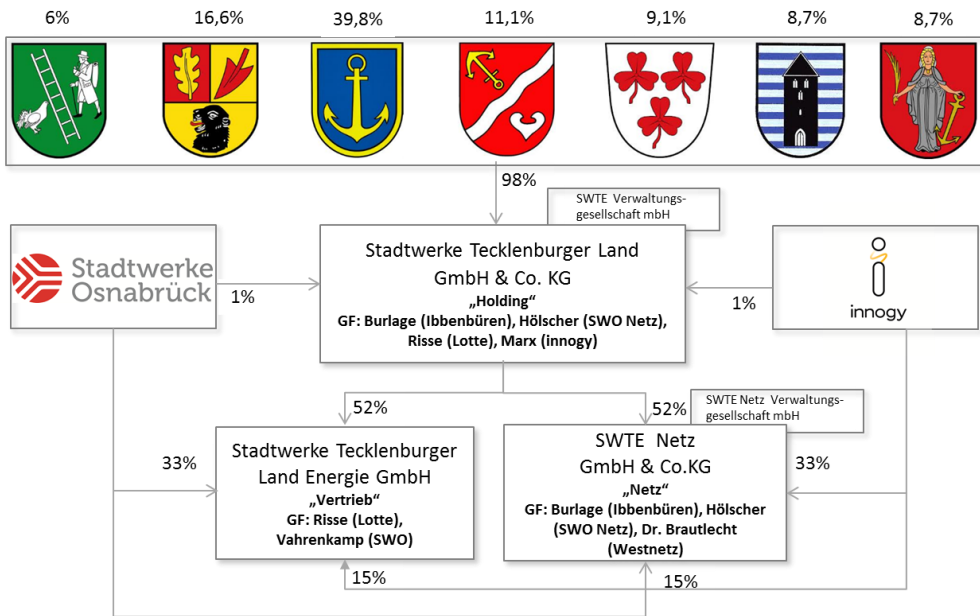 6% 16,6% 39,8% 11,1% 9,1% 8,7% 8,7%
98%
SWTE Verwaltungs-
gesellschaft mbH
Stadtwerke
Osnabrück
1%
Stadtwerke Tecklenburger Land
GmbH & Co. KG
„Holding“
GF: Burlage (Ibbenbüren), Hölscher (SWO Netz),
Risse (Lotte), Marx (innogy)
1%
innogy
52%
52%
SWTE Netz Verwaltungs-
gesellschaft mbH
33%
Stadtwerke Tecklenburger
Land Energie GmbH
„Vertrieb“
GF: Risse (Lotte),
Vahrenkamp (SWO)
SWTE Netz
GmbH & Co.KG
„Netz“
GF: Burlage (Ibbenbüren), Hölscher
(SWO Netz), Dr. Brautlecht
(Westnetz)
33%
15%
15%